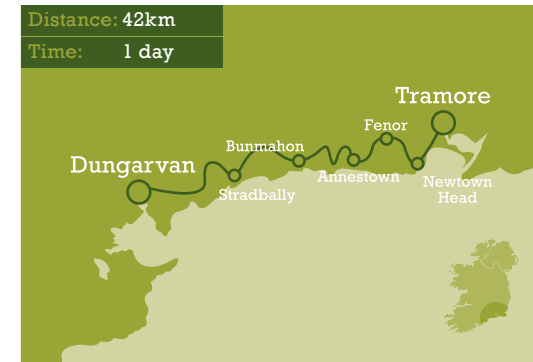 Distance: 42km
Time: 1 day
Tramore
Fenor
Bunmahon
Dungarvan
Annestown
Newtown
Head
Stradbally